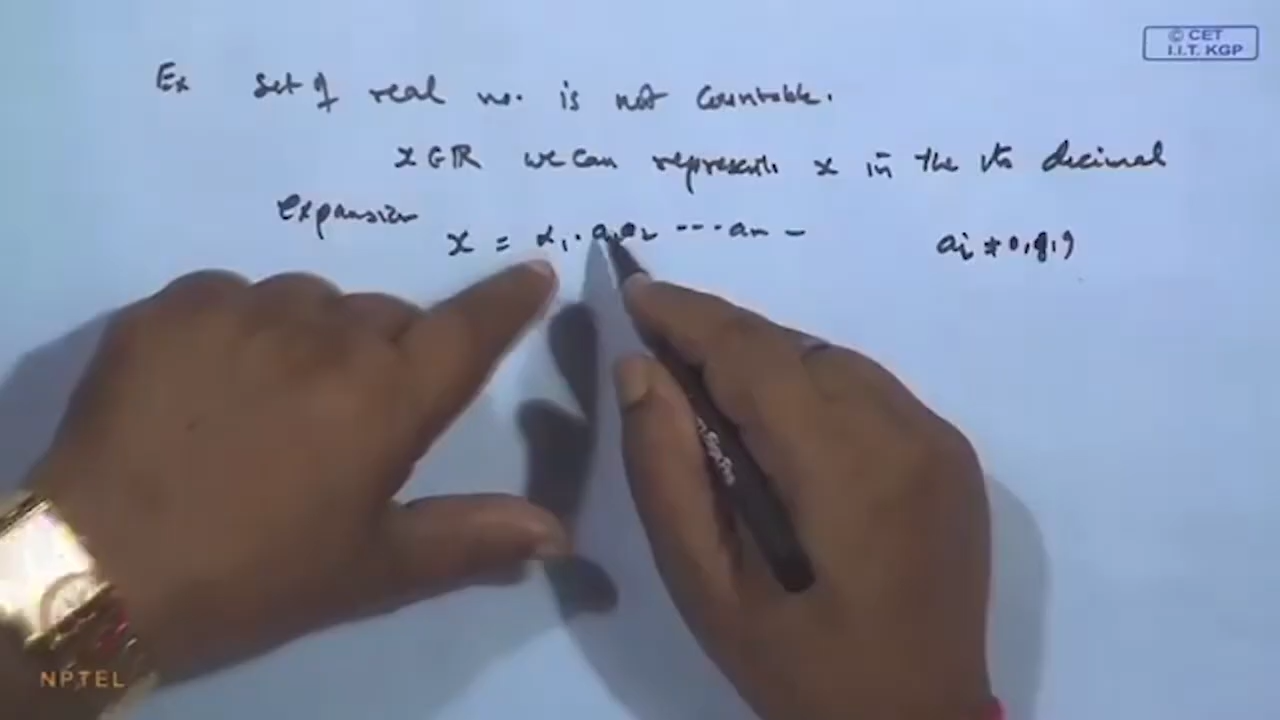 © CET
I.I.T. KGP
Ex Set of real no. is not Countable.
x ∈ ℝ we can represent x in the decimal
expansion
x = α₁ . a₁a₂ ---- aₙ –
NPTEL